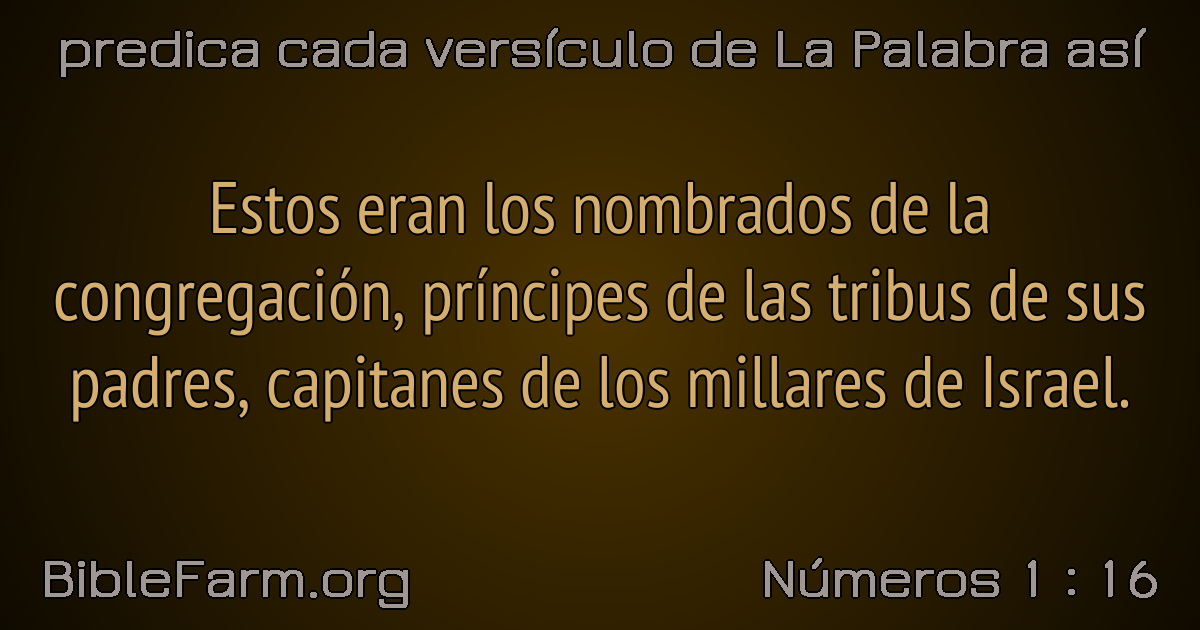 predica cada versículo de La Palabra así
Estos eran los nombrados de la
congregación, príncipes de las tribus de sus
padres, capitanes de los millares de Israel.
BibleFarm.org
Números 1 : 16